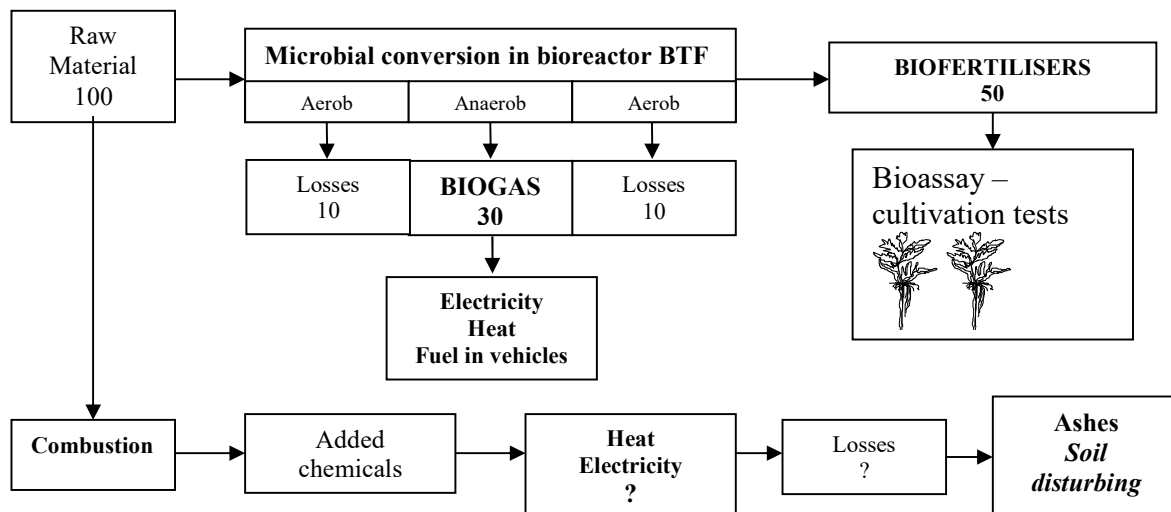 Raw
Material
100
Microbial conversion in bioreactor BTF
Aerob
Anaerob
Aerob
BIOFERTILISERS
50
Losses
10
BIOGAS
30
Losses
10
Bioassay –
cultivation tests
Electricity
Heat
Fuel in vehicles
Combustion
Added
chemicals
Heat
Electricity
?
Losses
?
Ashes
Soil
disturbing